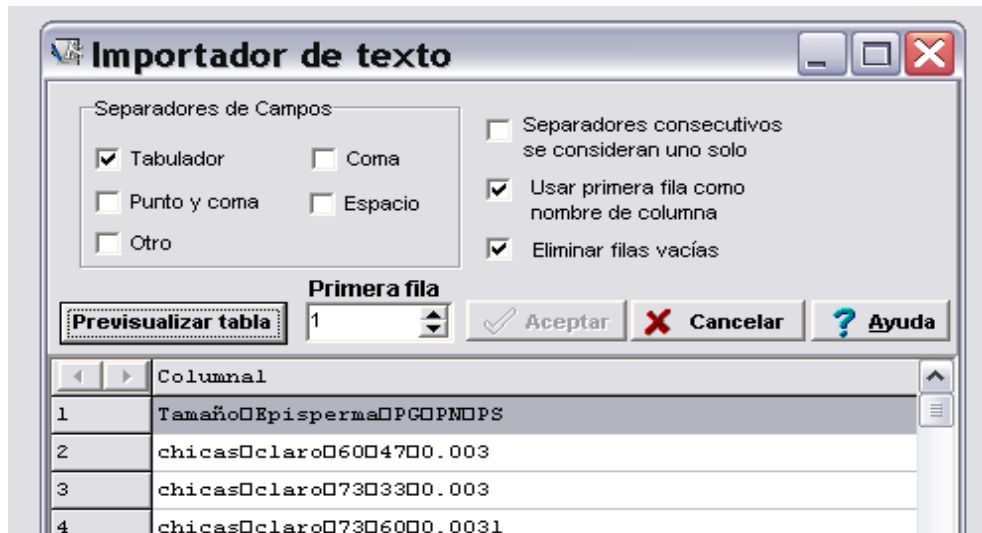 Importador de texto
Separadores de Campos
Tabulador
Coma
Punto y coma
Espacio
Otro
Separadores consecutivos
se consideran uno solo
Usar primera fila como
nombre de columna
Eliminar filas vacías
Primera fila
Previsualizar tabla
1
Aceptar
Cancelar
Ayuda
Columna1
1 Tamaño□Episperma□PG□PN□PS
2 chicas□claro□60□47□0.003
3 chicas□claro□73□33□0.003
4 chicas□claro□73□60□0.0031